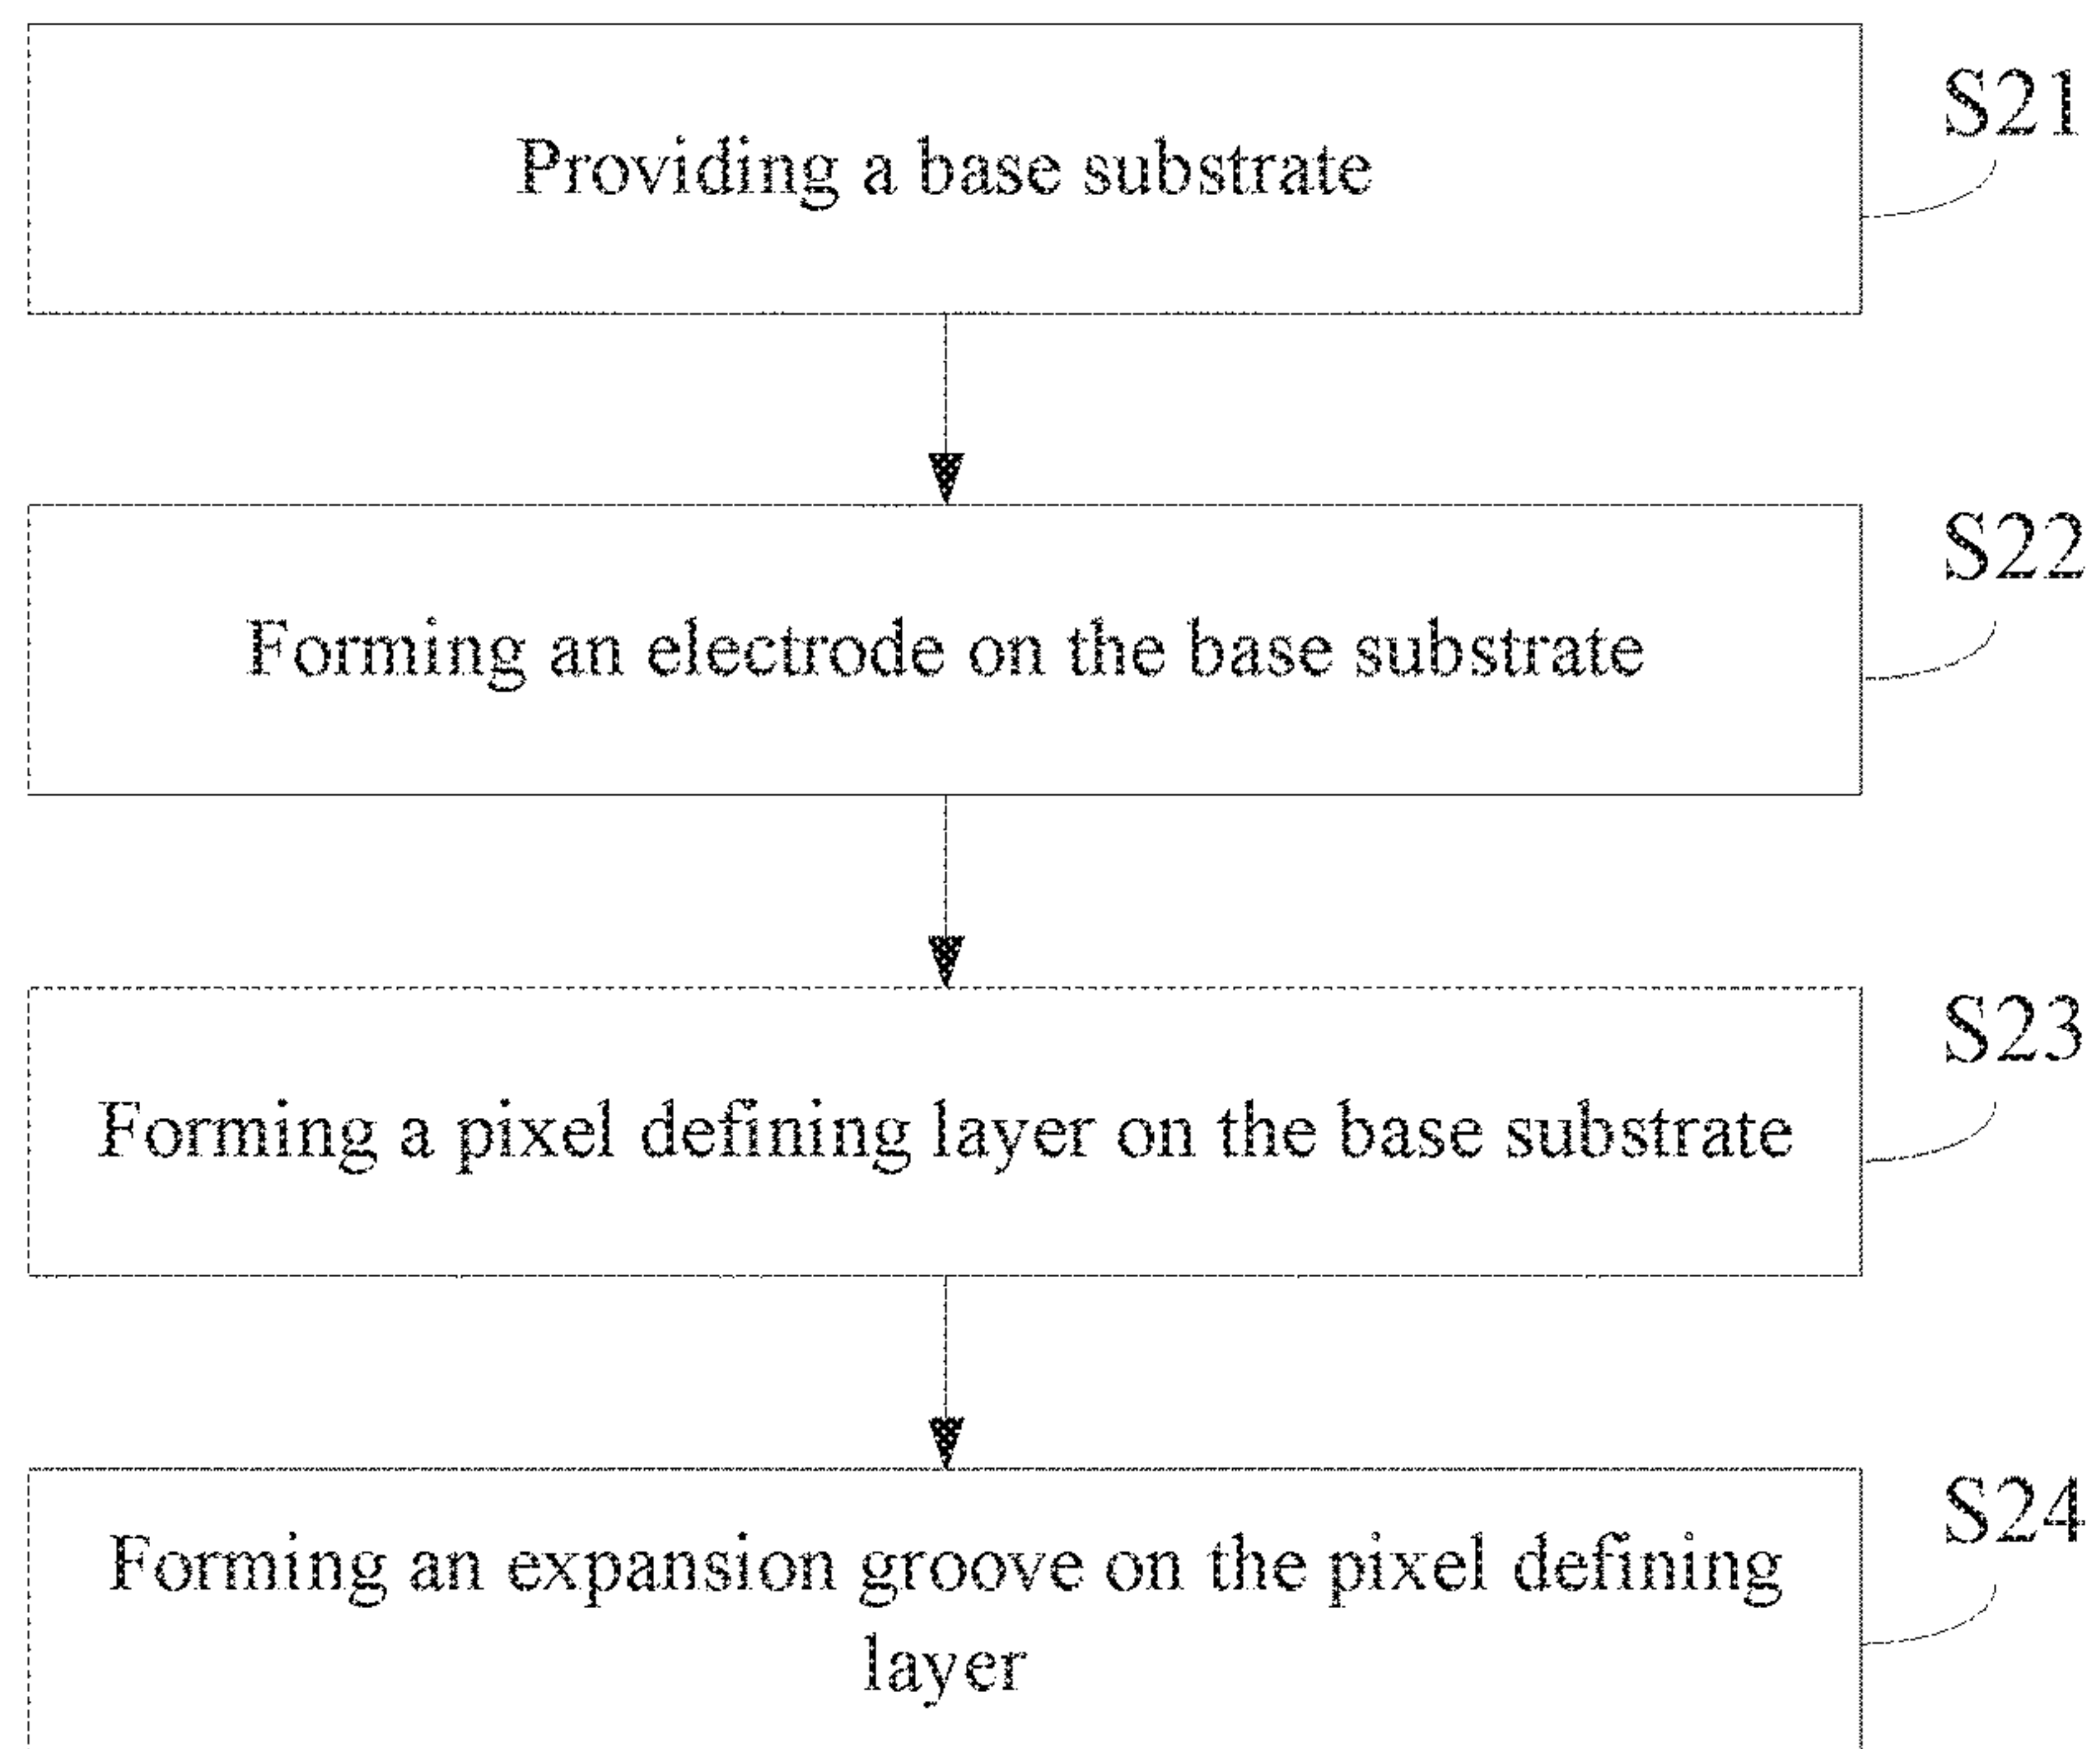 S21
Providing a base substrate
S22
Forming an electrode on the base substrate
S23
Forming a pixel defining layer on the base substrate
S24
Forming an expansion groove on the pixel defining
layer